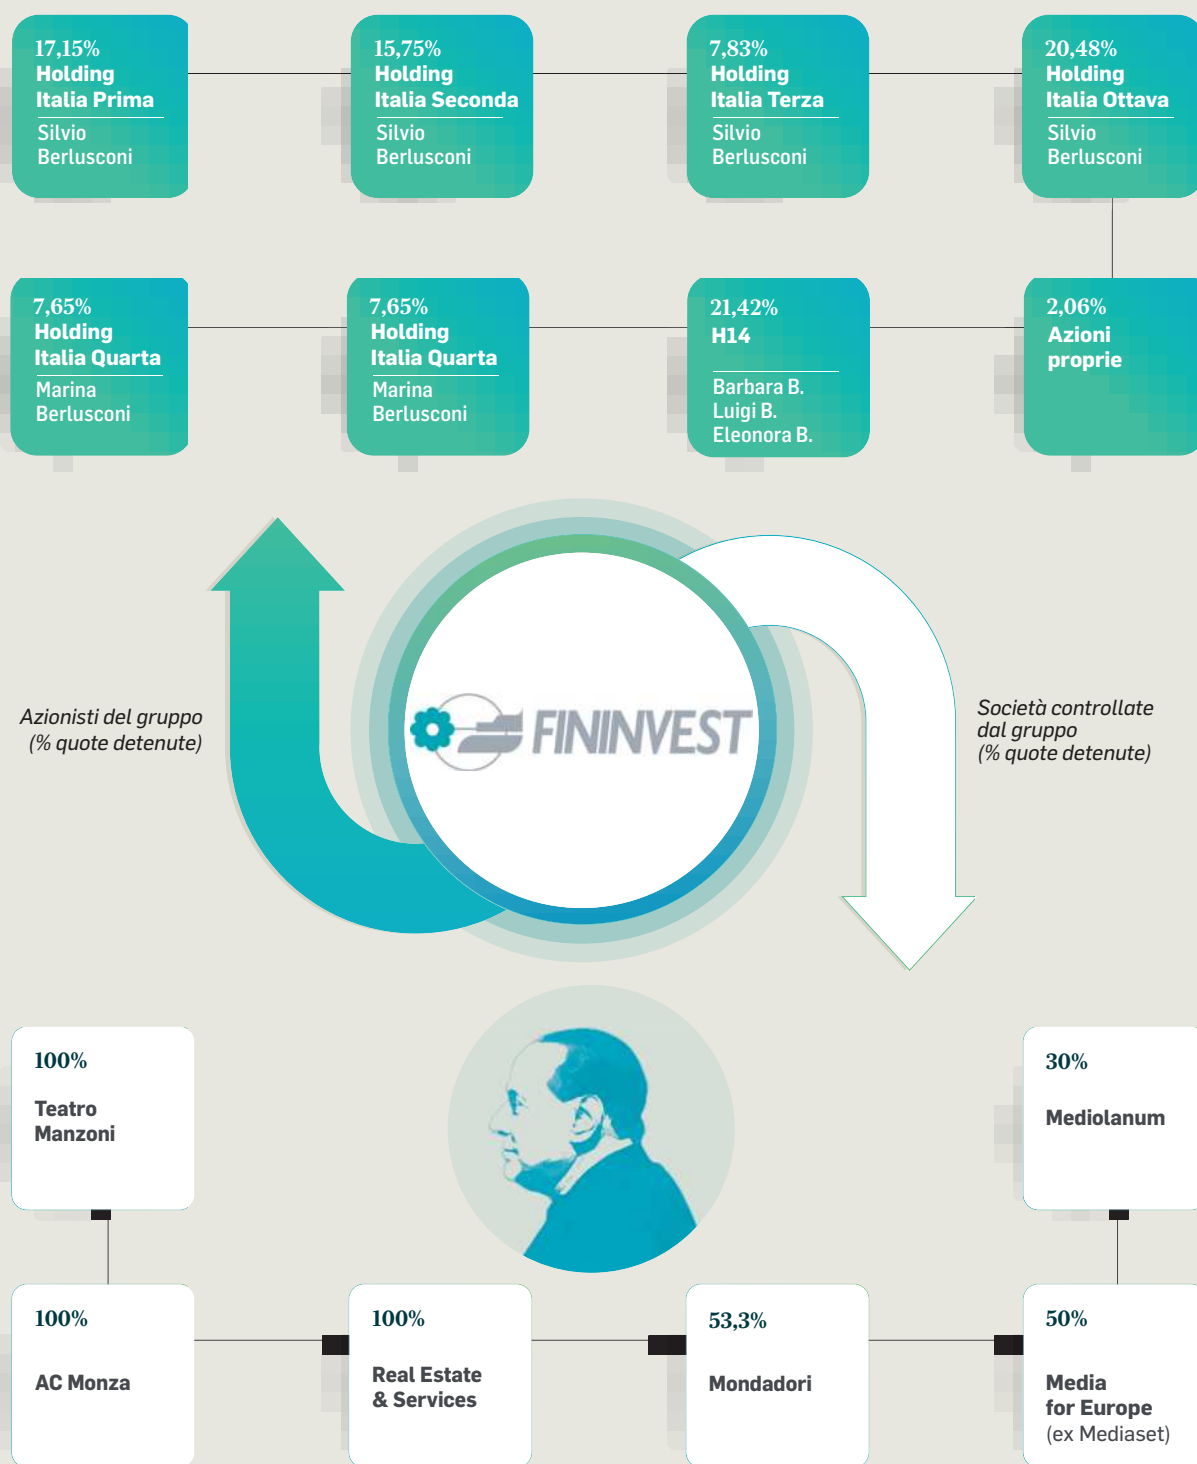 17,15%
Holding
Italia Prima
Silvio
Berlusconi
15,75%
Holding
Italia Seconda
Silvio
Berlusconi
7,83%
Holding
Italia Terza
Silvio
Berlusconi
20,48%
Holding
Italia Ottava
Silvio
Berlusconi
7,65%
Holding
Italia Quarta
Marina
Berlusconi
7,65%
Holding
Italia Quarta
Marina
Berlusconi
21,42%
H14
Barbara B.
Luigi B.
Eleonora B.
2,06%
Azioni
proprie
Azionisti del gruppo
(% quote detenute)
FININVEST
Società controllate
dal gruppo
(% quote detenute)
100%
Teatro
Manzoni
30%
Mediolanum
100%
AC Monza
100%
Real Estate
& Services
53,3%
Mondadori
50%
Media
for Europe
(ex Mediaset)